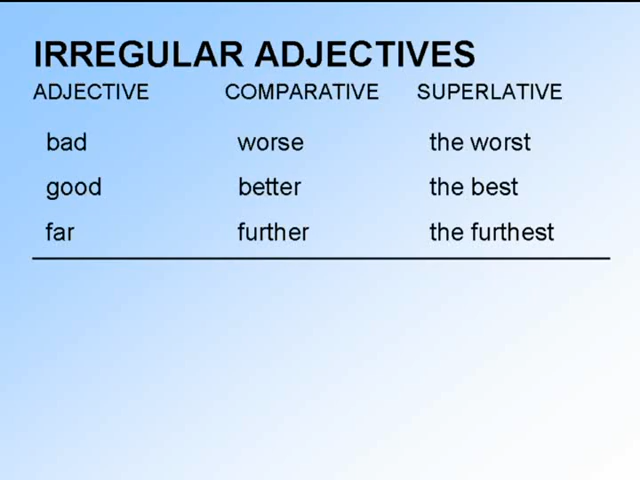 IRREGULAR ADJECTIVES
ADJECTIVE COMPARATIVE SUPERLATIVE
bad worse the worst
good better the best
far further the furthest